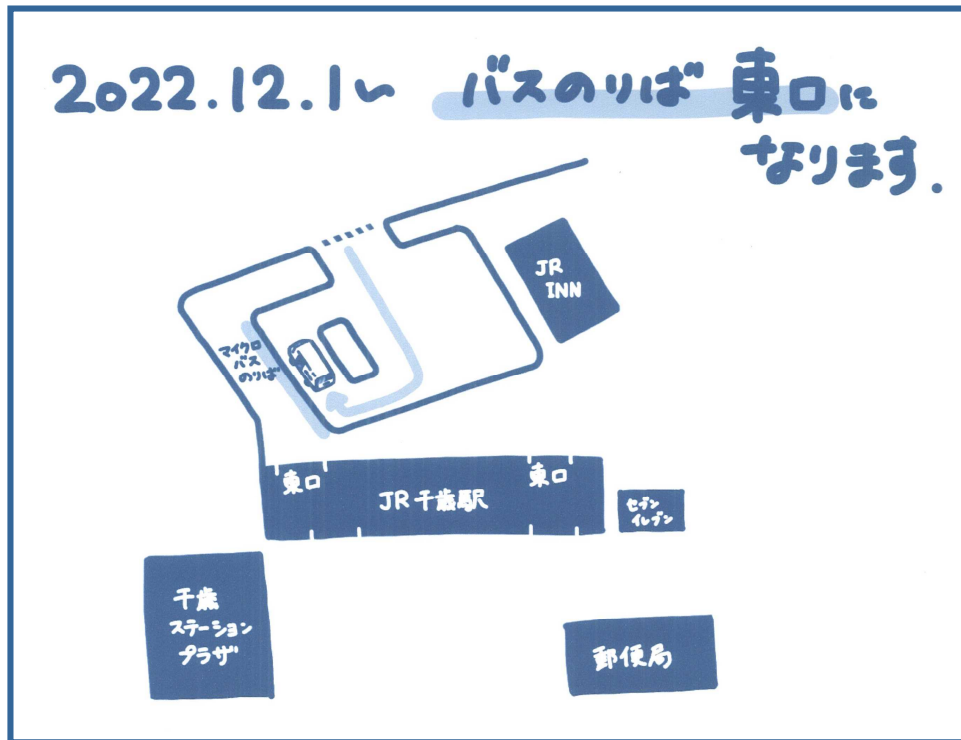 2022.12.1〜 バスのりば 東口に
なります.
JR
INN
マイクロ
バス
のりば
東口
東口
JR千歳駅
セブン
イレブン
千歳
ステーション
プラザ
郵便局